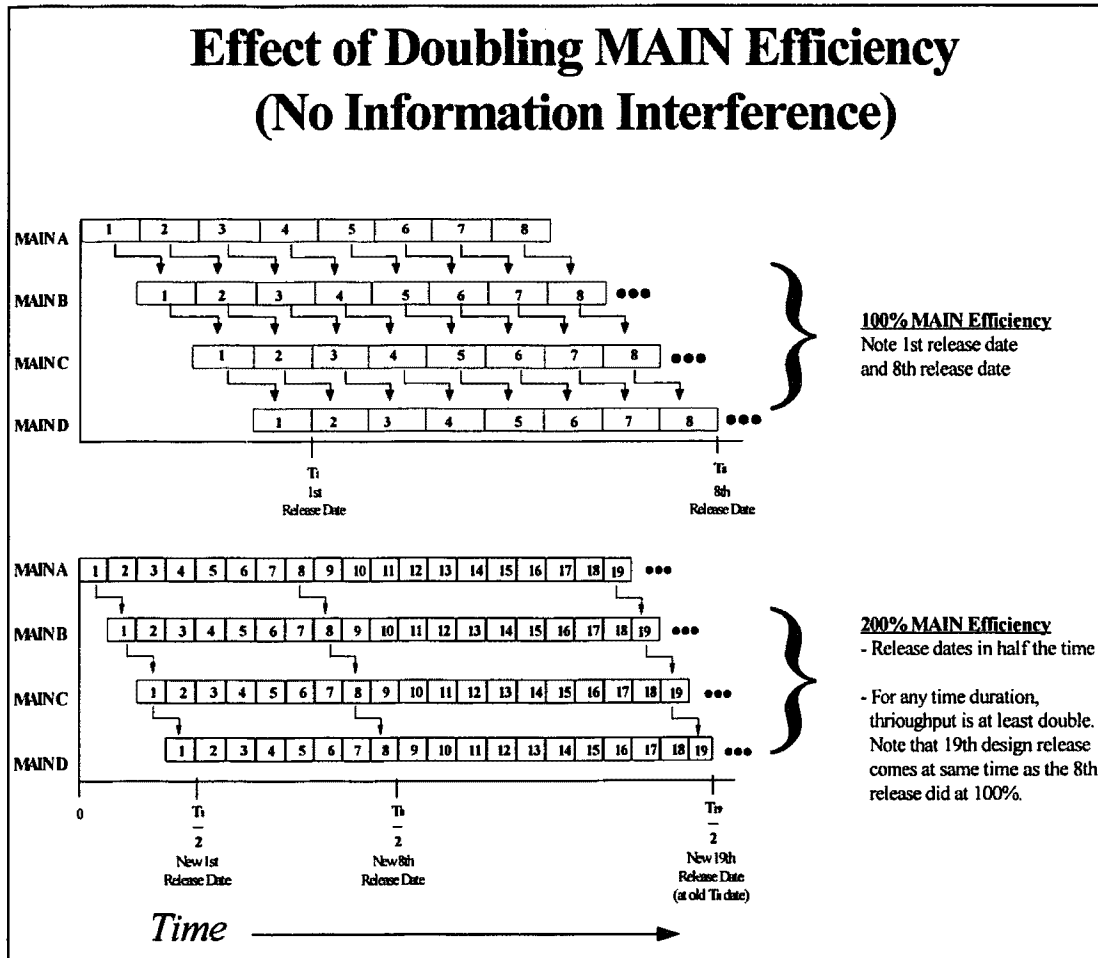 Effect of Doubling MAIN Efficiency
(No Information Interference)
MAIN A 1 2 3 4 5 6 7 8
MAIN B 1 2 3 4 5 6 7 8 ●●●
MAIN C 1 2 3 4 5 6 7 8 ●●●
MAIN D 1 2 3 4 5 6 7 8 ●●●
T1 T8
1st 8th
Release Date Release Date
100% MAIN Efficiency
Note 1st release date
and 8th release date
MAIN A 1 2 3 4 5 6 7 8 9 10 11 12 13 14 15 16 17 18 19 ●●●
MAIN B 1 2 3 4 5 6 7 8 9 10 11 12 13 14 15 16 17 18 19 ●●●
MAIN C 1 2 3 4 5 6 7 8 9 10 11 12 13 14 15 16 17 18 19 ●●●
MAIN D 1 2 3 4 5 6 7 8 9 10 11 12 13 14 15 16 17 18 19 ●●●
0 T1 T8 T19
2 2 2
New 1st New 8th New 19th
Release Date Release Date Release Date
(at old T8 date)
200% MAIN Efficiency
- Release dates in half the time
- For any time duration,
thrioughput is at least double.
Note that 19th design release
comes at same time as the 8th
release did at 100%.
Time